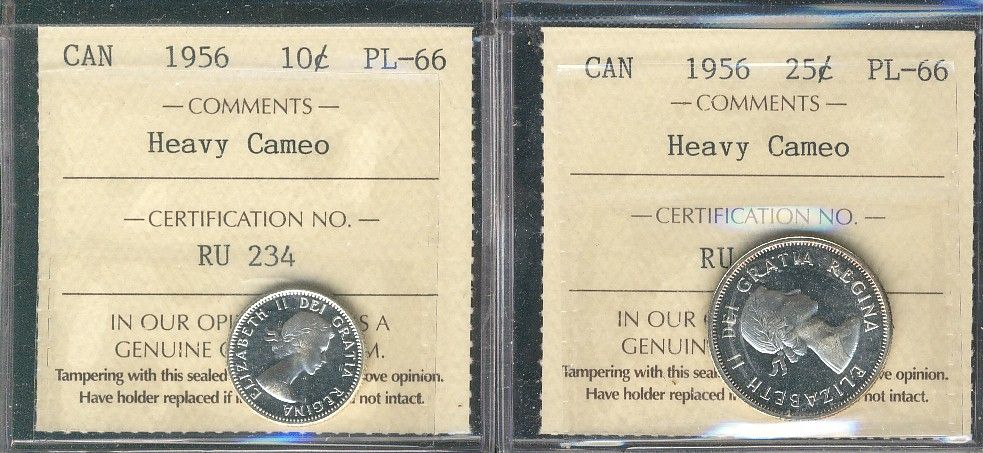 CAN 1956 10¢ PL-66
— COMMENTS —
Heavy Cameo
— CERTIFICATION NO. —
RU 234
IN OUR OPI S A
GENUINE M.
Tampering with this sealed ove opinion.
Have holder replaced if not intact.
ELIZABETH II DEI GRATIA REGINA
CAN 1956 25¢ PL-66
— COMMENTS —
Heavy Cameo
— CERTIFICATION NO. —
RU
IN OUR
GENUIN
Tampering with this seal ve opinion.
Have holder replaced not intact.
ELIZABETH II DEI GRATIA REGINA